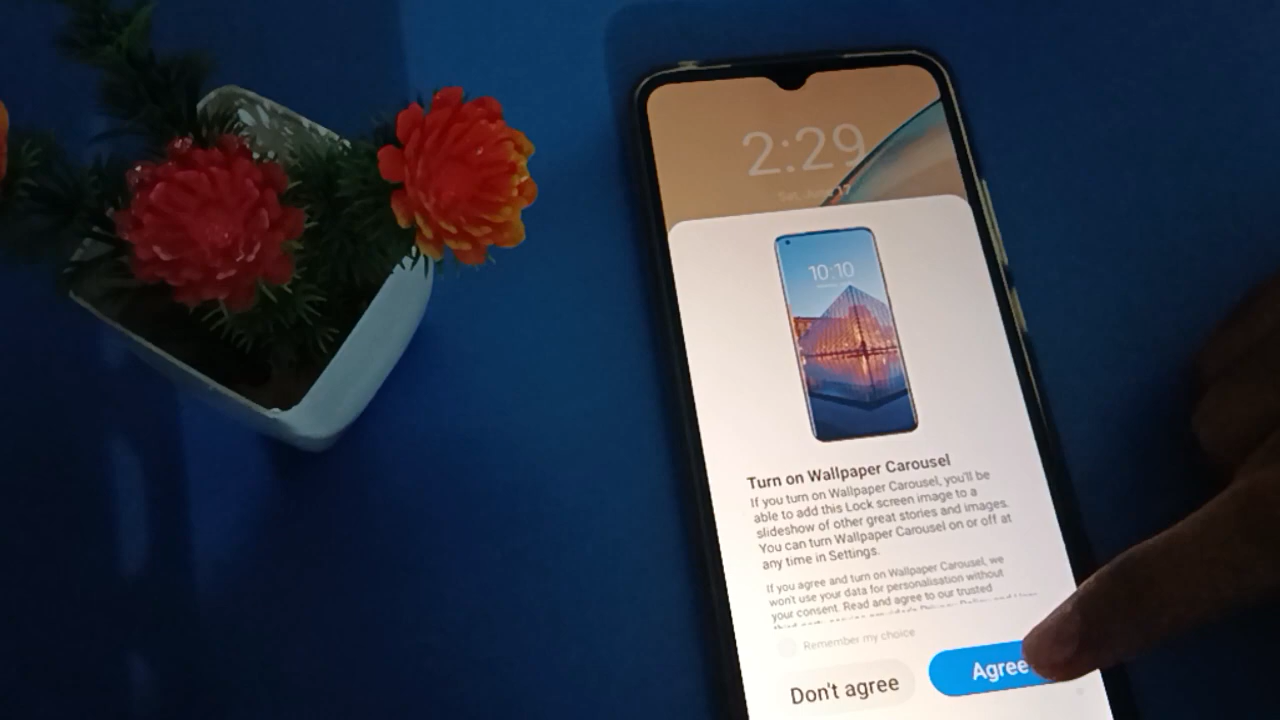 2:29
Sat, June 17
10:10
Turn on Wallpaper Carousel
If you turn on Wallpaper Carousel, you'll be
able to add this Lock screen image to a
slideshow of other great stories and images.
You can turn Wallpaper Carousel on or off at
any time in Settings.
If you agree and turn on Wallpaper Carousel, we
won't use your data for personalisation without
your consent. Read and agree to our trusted
Remember my choice
Don't agree
Agree